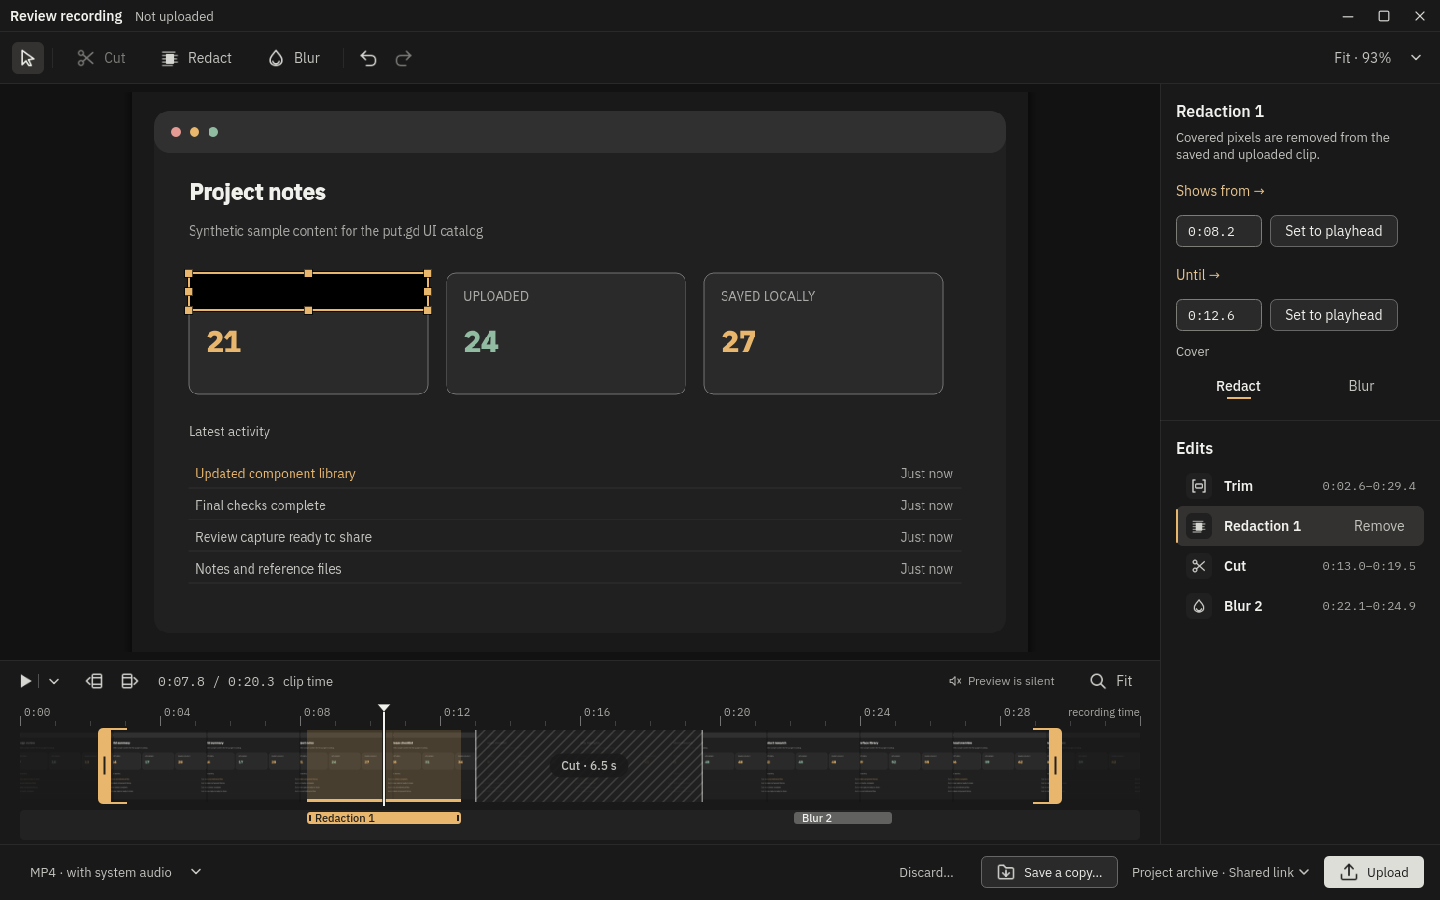 Review recording Not uploaded
Cut Redact Blur Fit · 93%
Project notes
Synthetic sample content for the put.gd UI catalog
UPLOADED SAVED LOCALLY
21 24 27
Latest activity
Updated component library Just now
Final checks complete Just now
Review capture ready to share Just now
Notes and reference files Just now
Redaction 1
Covered pixels are removed from the
saved and uploaded clip.
Shows from →
0:08.2 Set to playhead
Until →
0:12.6 Set to playhead
Cover
Redact Blur
Edits
Trim 0:02.6–0:29.4
Redaction 1 Remove
Cut 0:13.0–0:19.5
Blur 2 0:22.1–0:24.9
0:07.8 / 0:20.3 clip time Preview is silent Fit
0:00 0:04 0:08 0:12 0:16 0:20 0:24 0:28 recording time
Cut · 6.5 s
Redaction 1 Blur 2
MP4 · with system audio Discard... Save a copy... Project archive · Shared link Upload